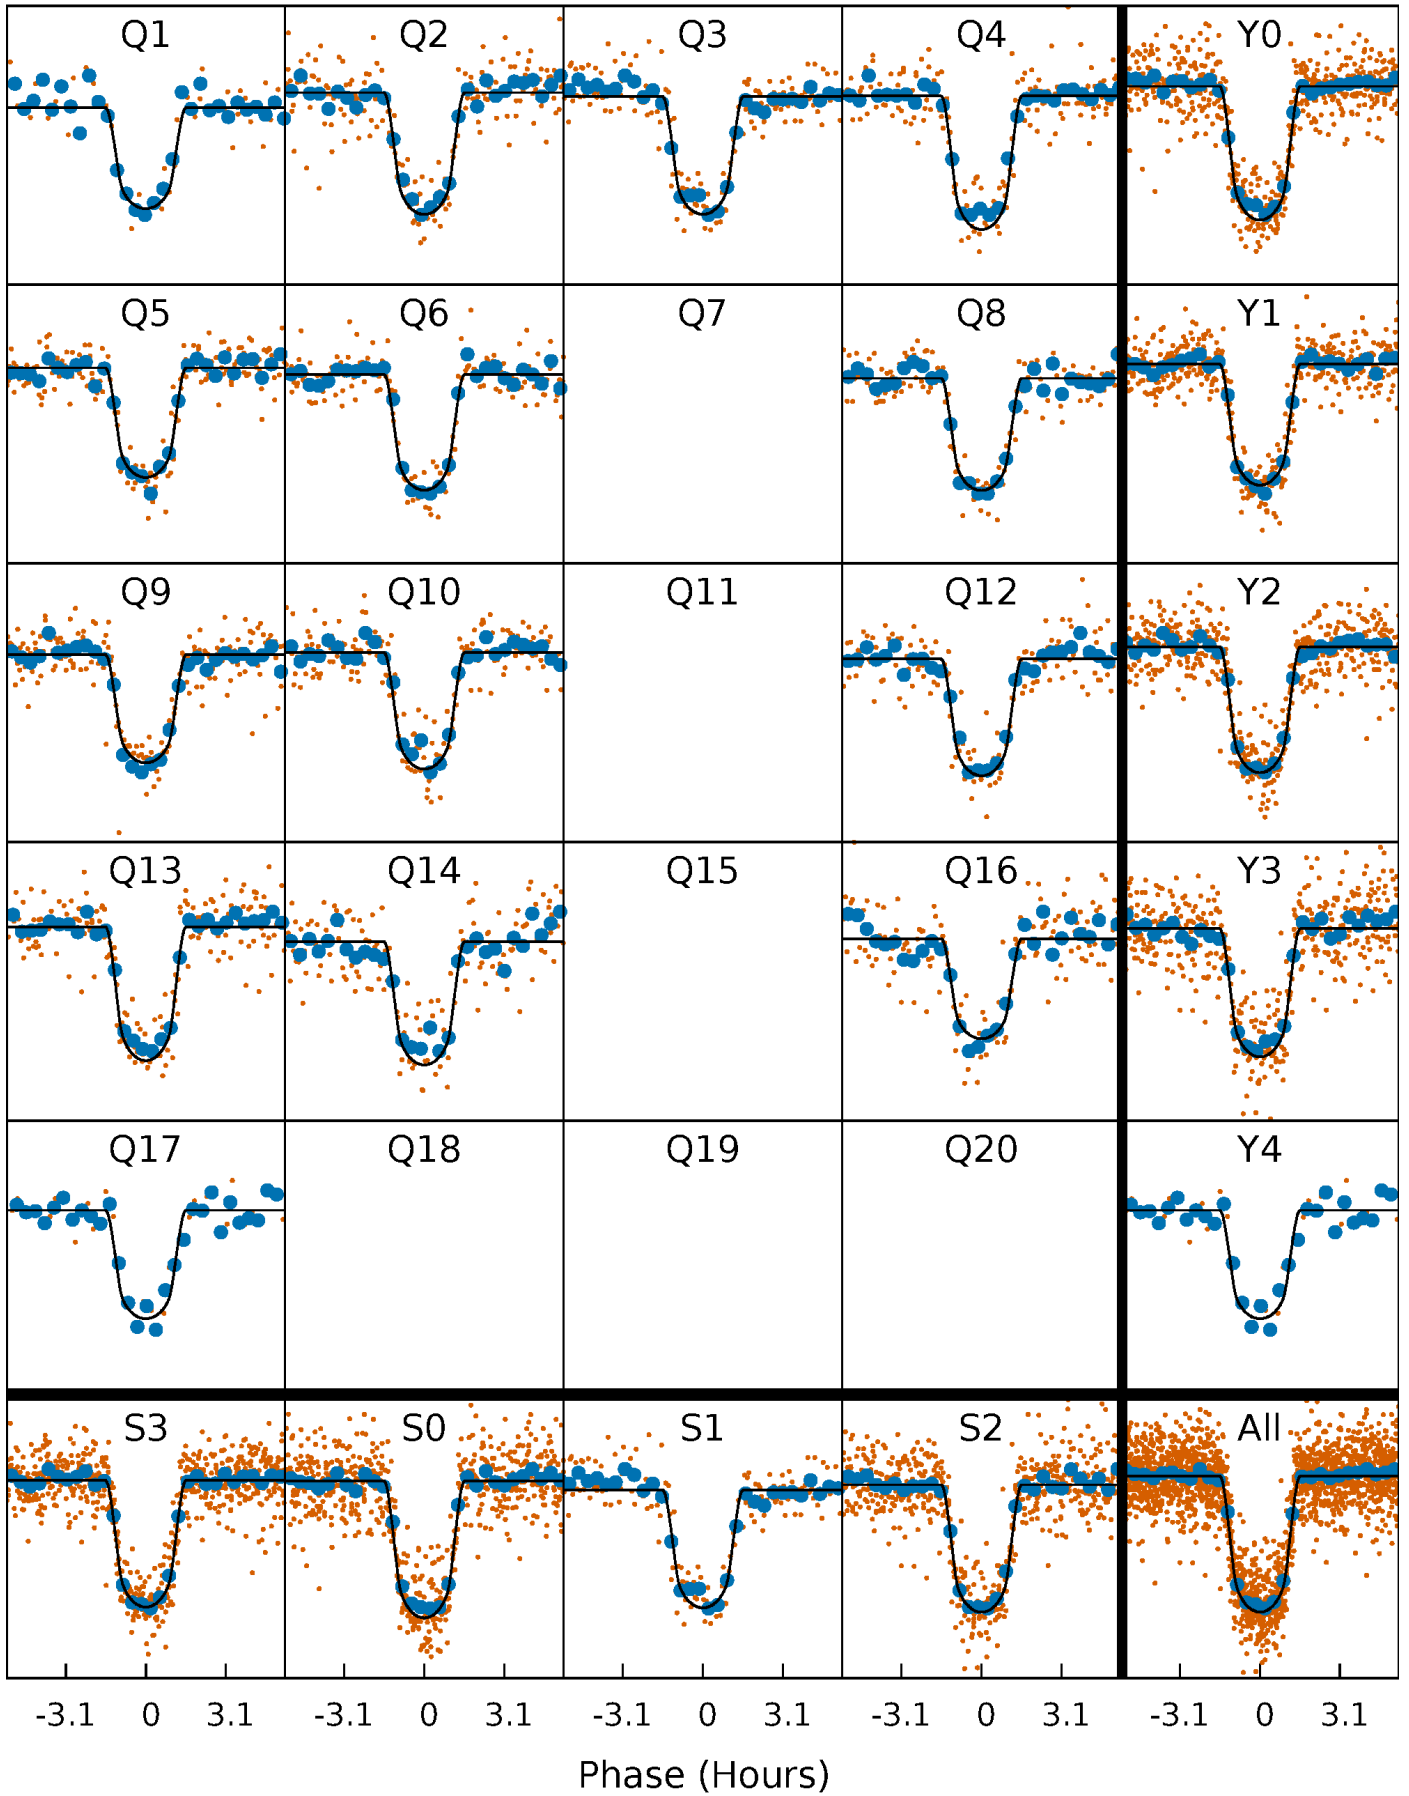 Q1 Q2 Q3 Q4 Y0
Q5 Q6 Q7 Q8 Y1
Q9 Q10 Q11 Q12 Y2
Q13 Q14 Q15 Q16 Y3
Q17 Q18 Q19 Q20 Y4
S3 S0 S1 S2 All
-3.1 0 3.1 -3.1 0 3.1 -3.1 0 3.1 -3.1 0 3.1 -3.1 0 3.1
Phase (Hours)